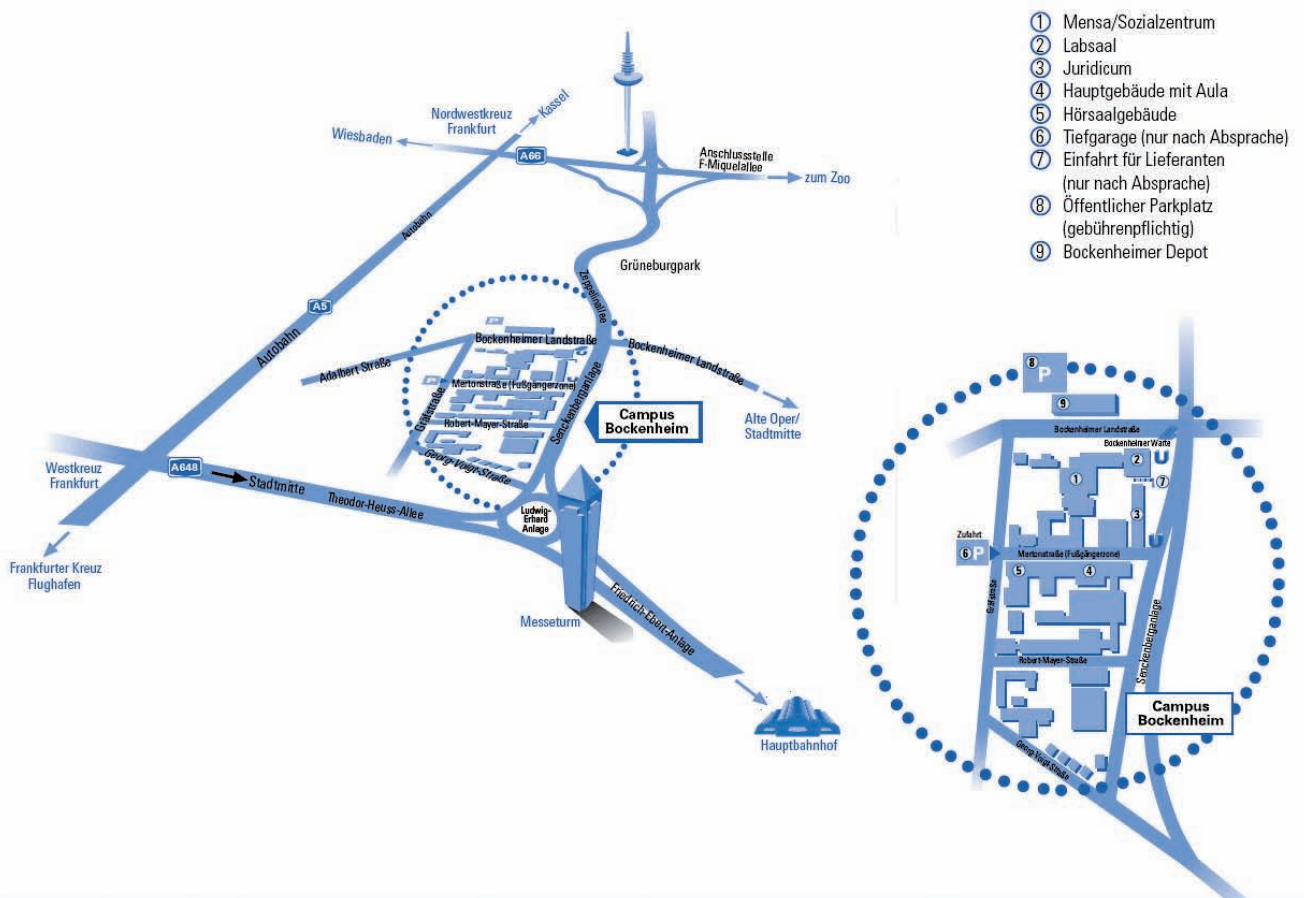 Nordwestkreuz
Frankfurt
Kassel
Wiesbaden
A66
Anschlussstelle
F-Miquelallee
zum Zoo
Autobahn
Grüneburgpark
Zeppelinallee
A5
Autobahn
Bockenheimer Landstraße
Bockenheimer Landstraße
Adalbert Straße
P
P
Mertonstraße (Fußgängerzone)
Gräfstraße
Robert-Mayer-Straße
Senckenberganlage
Campus
Bockenheim
Alte Oper/
Stadtmitte
Georg-Voigt-Straße
Westkreuz
Frankfurt
A648
Stadtmitte
Theodor-Heuss-Allee
Ludwig-
Erhard
Anlage
Frankfurter Kreuz
Flughafen
Messeturm
Friedrich-Ebert-Anlage
Hauptbahnhof
1 Mensa/Sozialzentrum
2 Labsaal
3 Juridicum
4 Hauptgebäude mit Aula
5 Hörsaalgebäude
6 Tiefgarage (nur nach Absprache)
7 Einfahrt für Lieferanten
(nur nach Absprache)
8 Öffentlicher Parkplatz
(gebührenpflichtig)
9 Bockenheimer Depot
8
P
9
Bockenheimer Landstraße
Bockenheimer Warte
2
U
1
7
3
Zufahrt
6 P
U
Mertonstraße (Fußgängerzone)
5
4
Gräfstraße
Senckenberganlage
Robert-Mayer-Straße
Campus
Bockenheim
Georg-Voigt-Straße